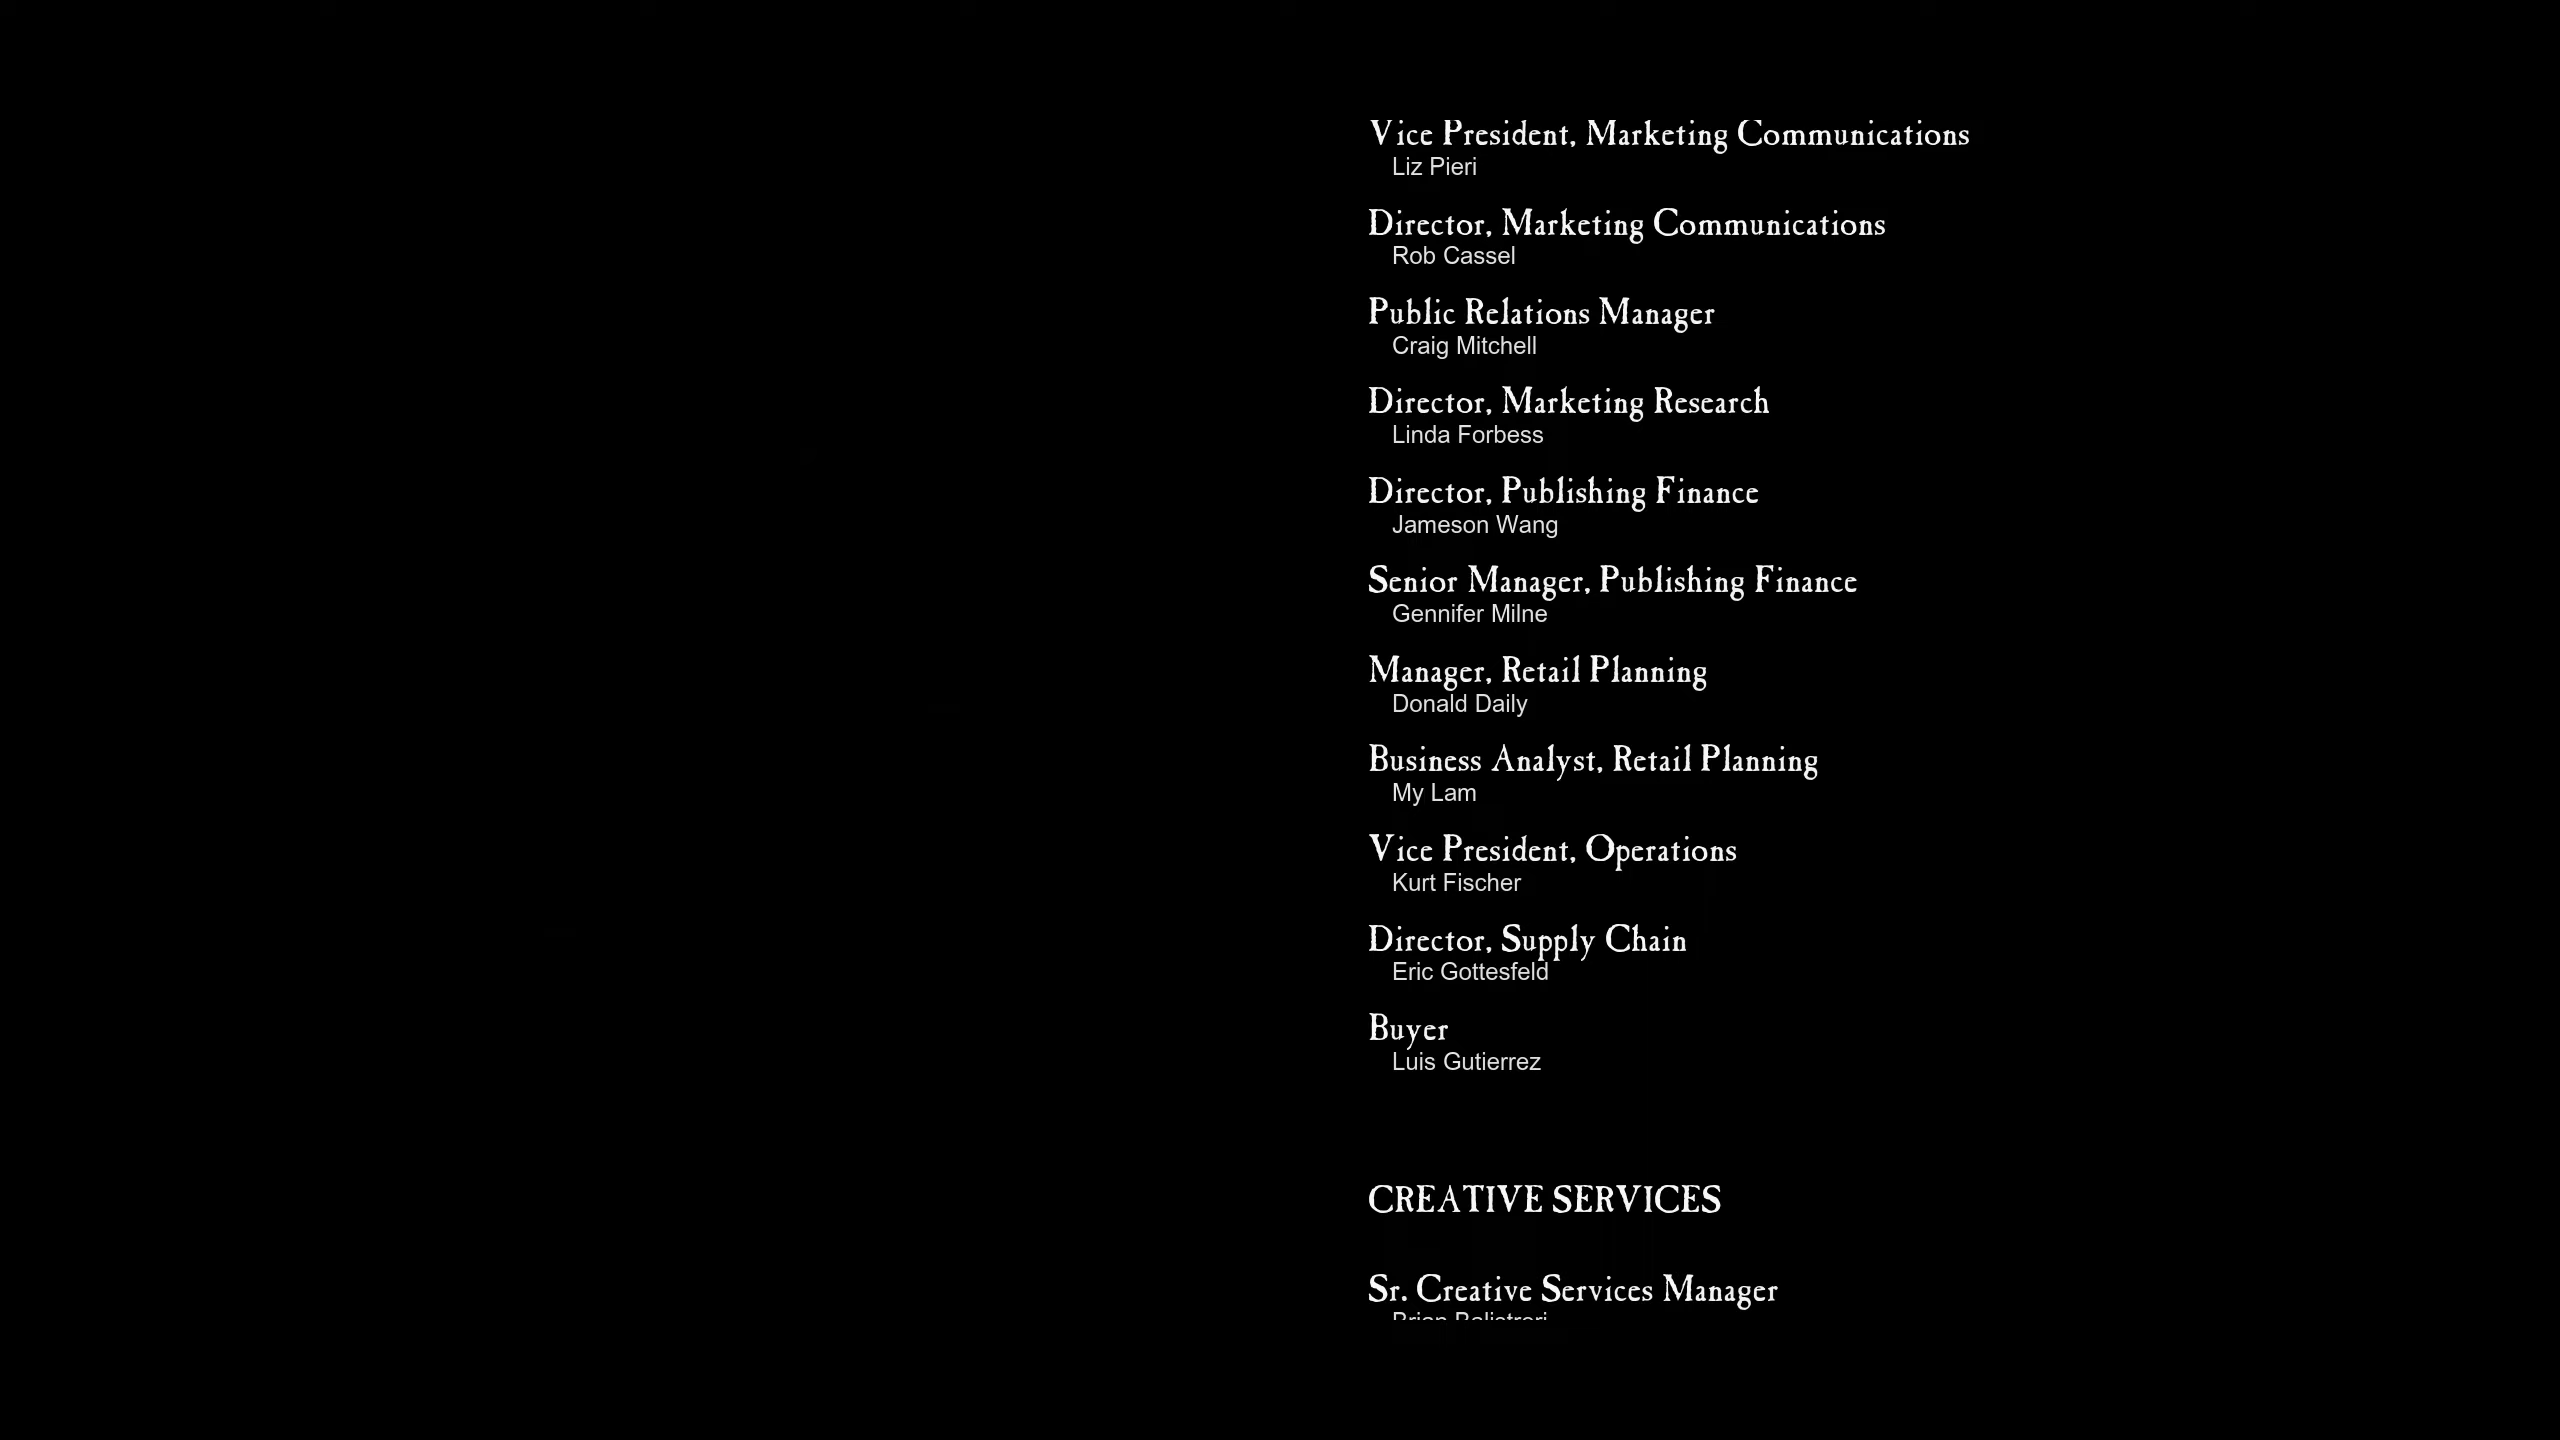 Vice President, Marketing Communications
Liz Pieri
Director, Marketing Communications
Rob Cassel
Public Relations Manager
Craig Mitchell
Director, Marketing Research
Linda Forbess
Director, Publishing Finance
Jameson Wang
Senior Manager, Publishing Finance
Gennifer Milne
Manager, Retail Planning
Donald Daily
Business Analyst, Retail Planning
My Lam
Vice President, Operations
Kurt Fischer
Director, Supply Chain
Eric Gottesfeld
Buyer
Luis Gutierrez
CREATIVE SERVICES
Sr. Creative Services Manager